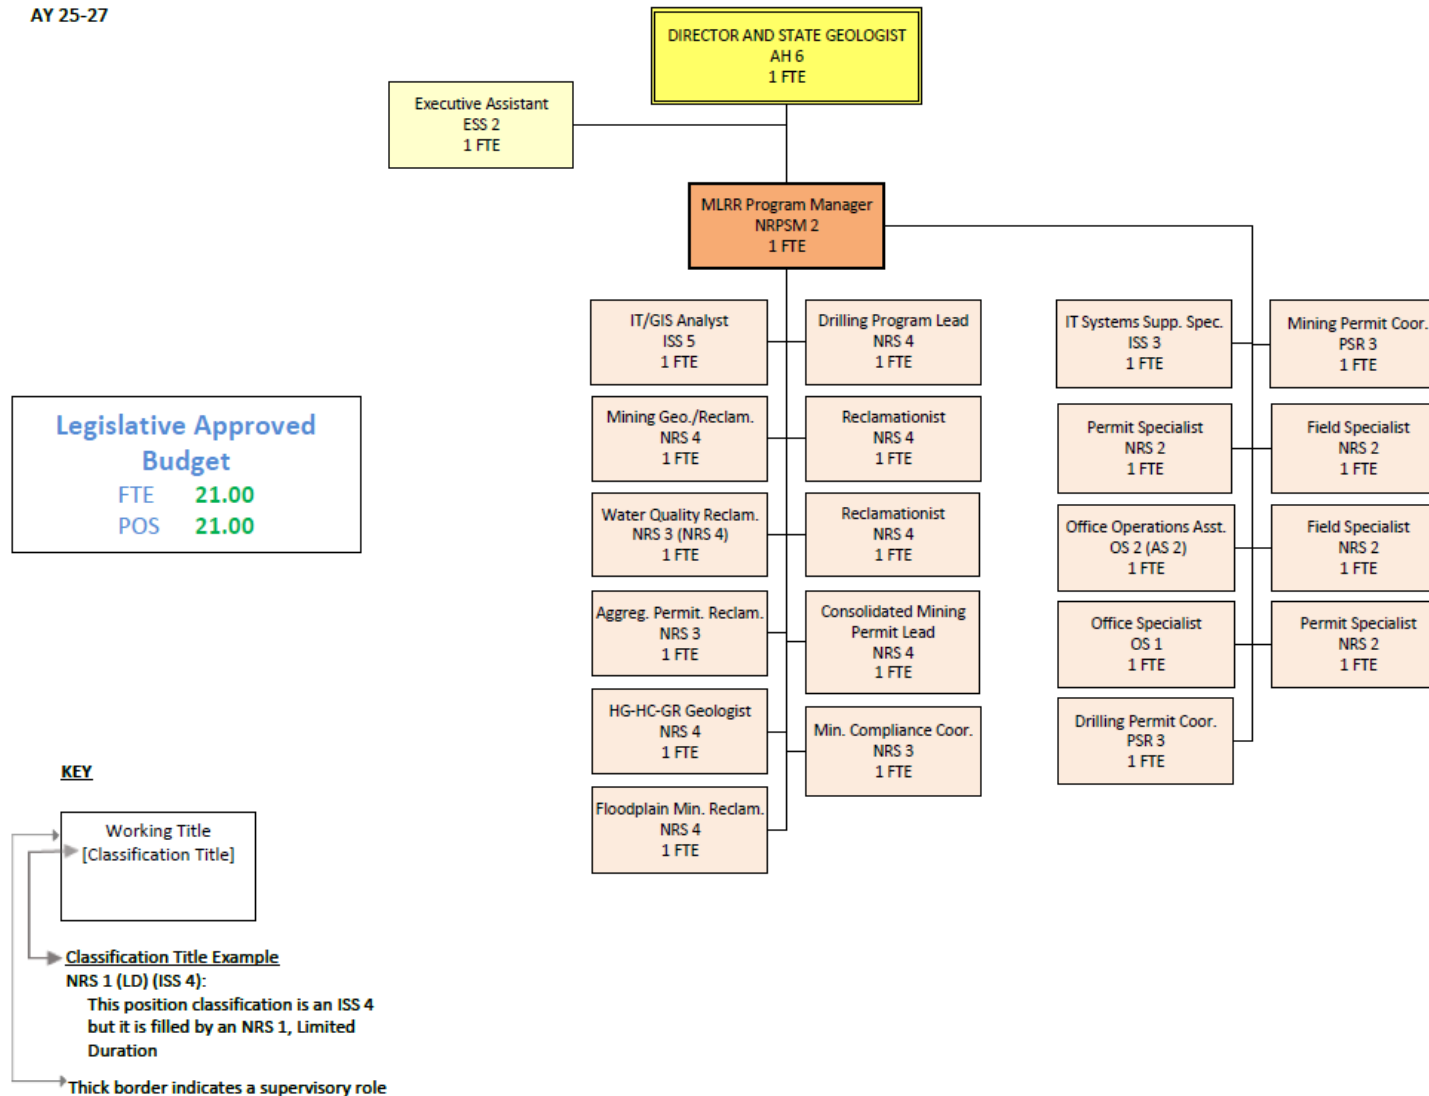 AY 25-27
DIRECTOR AND STATE GEOLOGIST
AH 6
1 FTE
Executive Assistant
ESS 2
1 FTE
MLRR Program Manager
NRPSM 2
1 FTE
IT/GIS Analyst
ISS 5
1 FTE
Drilling Program Lead
NRS 4
1 FTE
IT Systems Supp. Spec.
ISS 3
1 FTE
Mining Permit Coor.
PSR 3
1 FTE
Mining Geo./Reclam.
NRS 4
1 FTE
Reclamationist
NRS 4
1 FTE
Permit Specialist
NRS 2
1 FTE
Field Specialist
NRS 2
1 FTE
Water Quality Reclam.
NRS 3 (NRS 4)
1 FTE
Reclamationist
NRS 4
1 FTE
Office Operations Asst.
OS 2 (AS 2)
1 FTE
Field Specialist
NRS 2
1 FTE
Aggreg. Permit. Reclam.
NRS 3
1 FTE
Consolidated Mining
Permit Lead
NRS 4
1 FTE
Office Specialist
OS 1
1 FTE
Permit Specialist
NRS 2
1 FTE
HG-HC-GR Geologist
NRS 4
1 FTE
Min. Compliance Coor.
NRS 3
1 FTE
Drilling Permit Coor.
PSR 3
1 FTE
Floodplain Min. Reclam.
NRS 4
1 FTE
Legislative Approved
Budget
FTE 21.00
POS 21.00
KEY
Working Title
[Classification Title]
Classification Title Example
NRS 1 (LD) (ISS 4):
This position classification is an ISS 4
but it is filled by an NRS 1, Limited
Duration
Thick border indicates a supervisory role